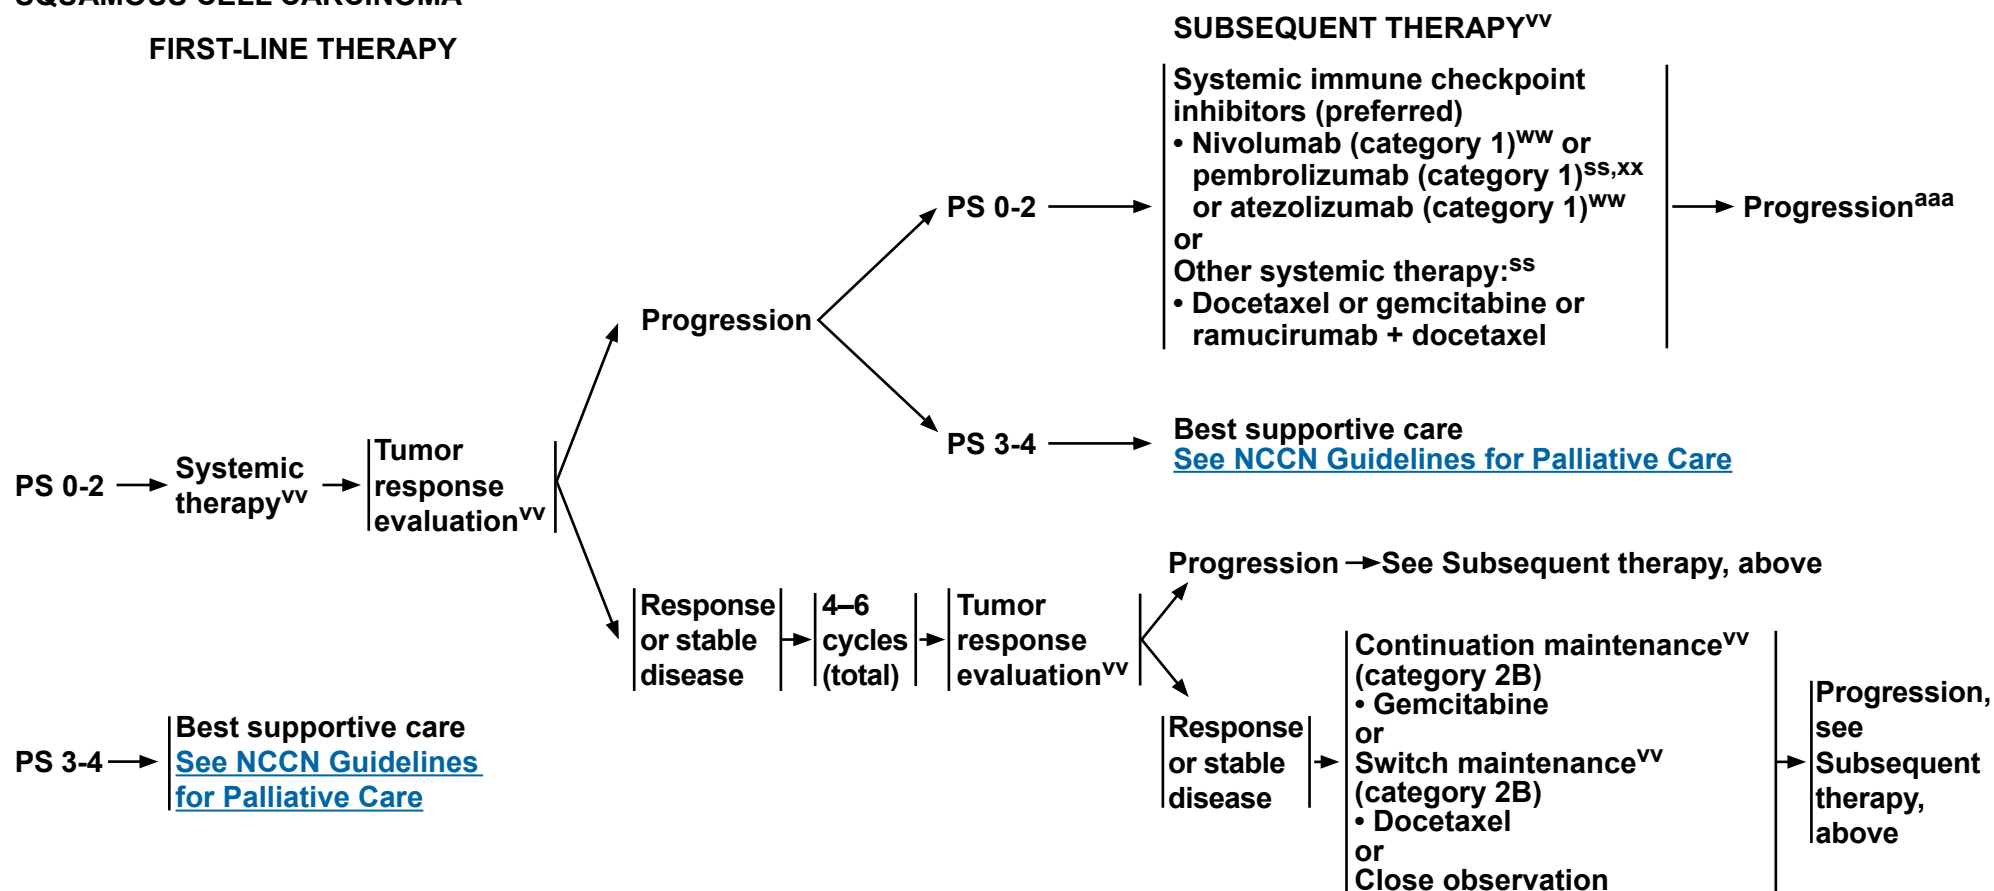 SQUAMOUS CELL CARCINOMA
FIRST-LINE THERAPY
SUBSEQUENT THERAPYvv
Systemic immune checkpoint
inhibitors (preferred)
• Nivolumab (category 1)ww or
pembrolizumab (category 1)ss,xx
or atezolizumab (category 1)ww
or
Other systemic therapy:ss
• Docetaxel or gemcitabine or
ramucirumab + docetaxel
PS 0-2
Progressionaaa
Progression
PS 3-4
Best supportive care
See NCCN Guidelines for Palliative Care
PS 0-2
Systemic
therapyvv
Tumor
response
evaluationvv
Progression
See Subsequent therapy, above
Response
or stable
disease
4–6
cycles
(total)
Tumor
response
evaluationvv
Response
or stable
disease
Continuation maintenancevv
(category 2B)
• Gemcitabine
or
Switch maintenancevv
(category 2B)
• Docetaxel
or
Close observation
Progression,
see
Subsequent
therapy,
above
PS 3-4
Best supportive care
See NCCN Guidelines
for Palliative Care